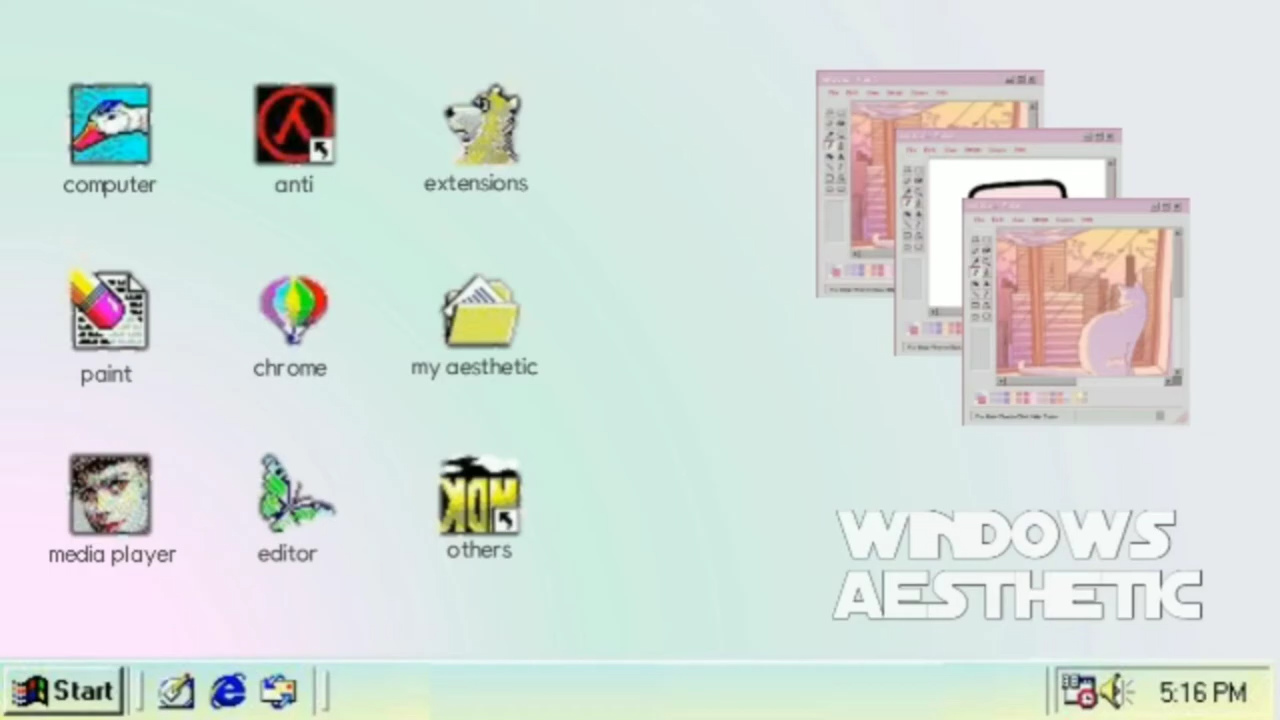 computer
anti
extensions
paint
chrome
my aesthetic
media player
editor
others
WINDOWS
AESTHETIC
Start
5:16 PM